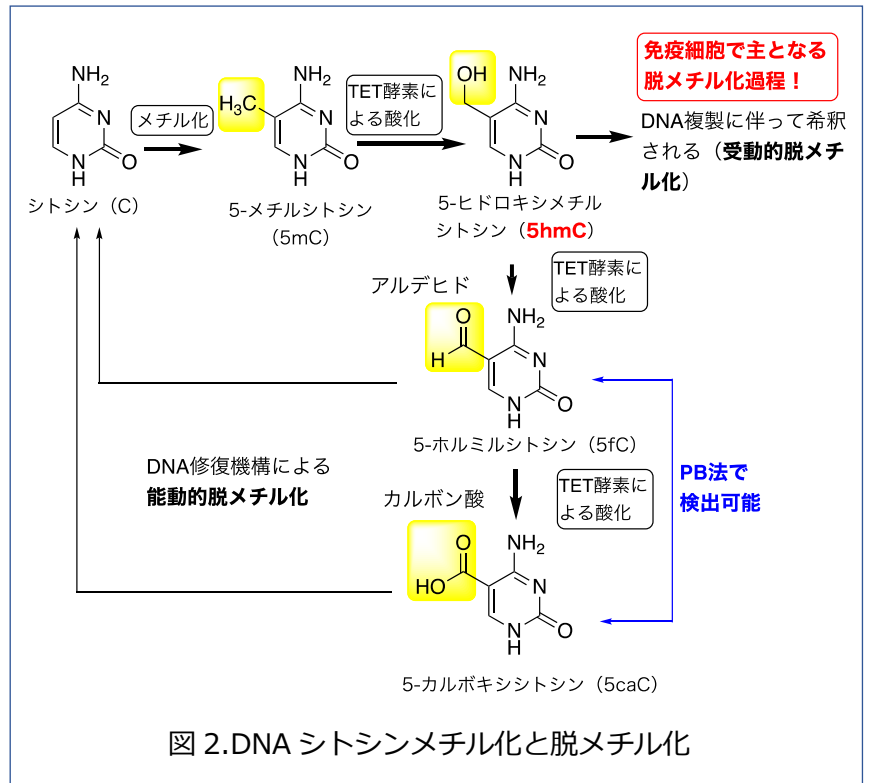 NH2
N
N
H
O
シトシン（C）
メチル化
H3C
NH2
N
N
H
O
5-メチルシトシン
（5mC）
TET酵素に
よる酸化
OH
NH2
N
N
H
O
5-ヒドロキシメチル
シトシン（5hmC）
免疫細胞で主となる
脱メチル化過程！
DNA複製に伴って希釈
される（受動的脱メチ
ル化）
TET酵素に
よる酸化
アルデヒド
O
H
NH2
N
N
H
O
5-ホルミルシトシン（5fC）
DNA修復機構による
能動的脱メチル化
PB法で
検出可能
TET酵素に
よる酸化
カルボン酸
O
HO
NH2
N
N
H
O
5-カルボキシシトシン（5caC）
図 2.DNA シトシンメチル化と脱メチル化